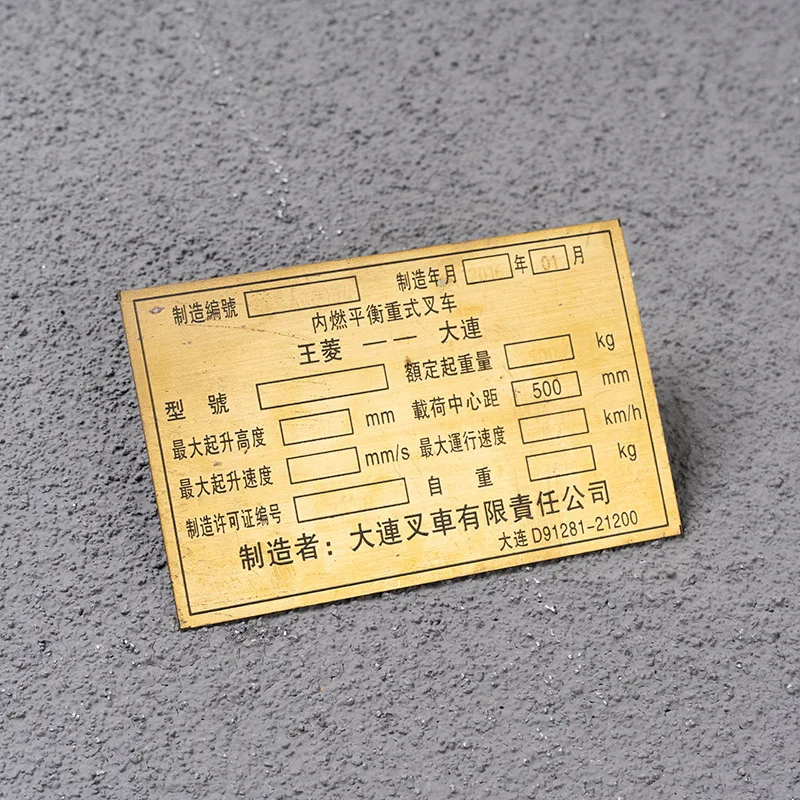 制造編號 制造年月 年 01 月
内燃平衡重式叉车
王菱 —— 大連
型 號 額定起重量 kg
最大起升高度 mm 載荷中心距 500 mm
最大起升速度 mm/s 最大運行速度 km/h
制造许可证编号 自 重 kg
制造者：大連叉車有限責任公司
大连 D91281-21200